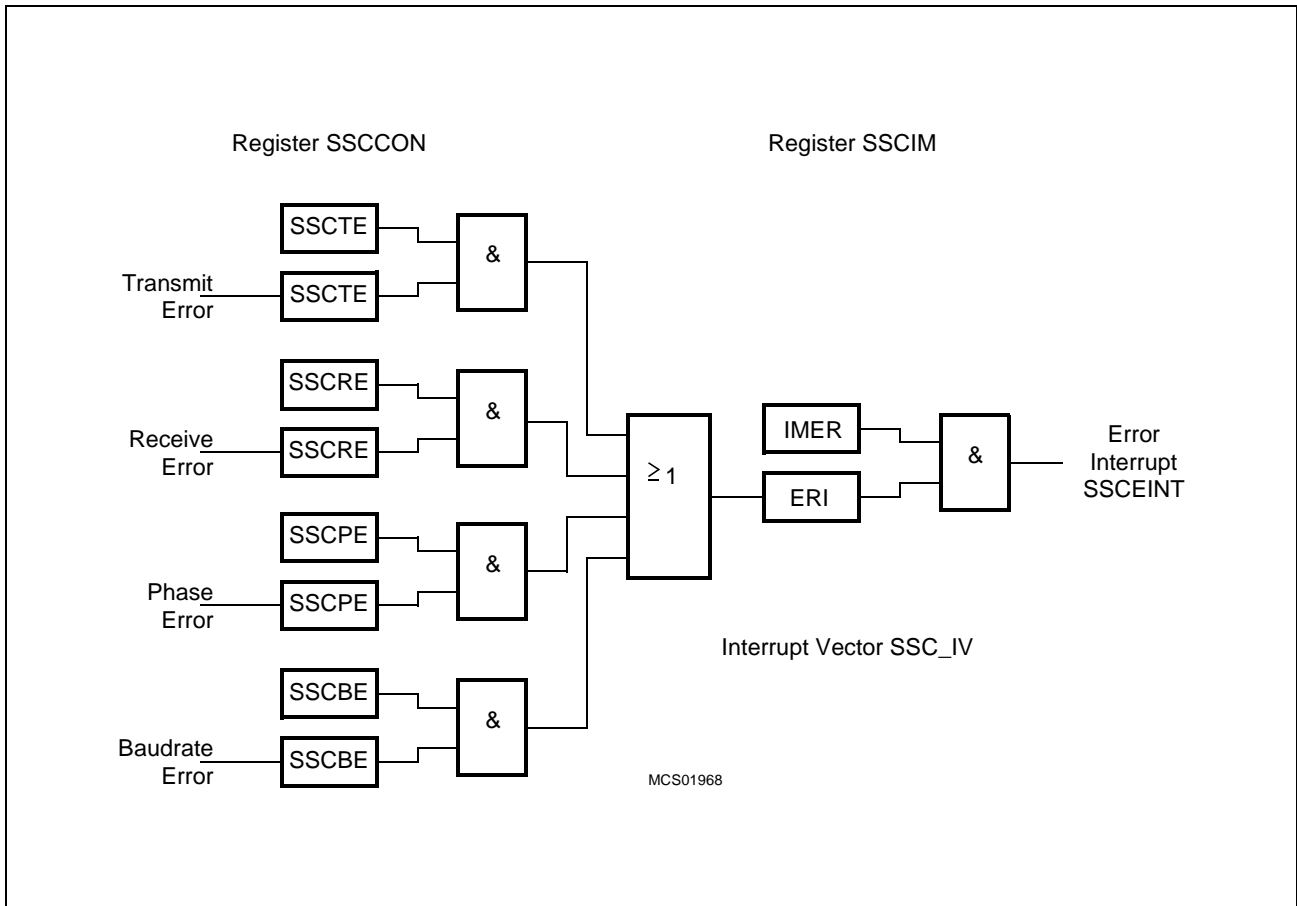 Register SSCCON
Register SSCIM
SSCTE
&
Transmit
Error
SSCTE
SSCRE
&
Receive
Error
SSCRE
≥ 1
IMER
&
Error
Interrupt
SSCEINT
ERI
SSCPE
&
Phase
Error
SSCPE
Interrupt Vector SSC_IV
SSCBE
&
Baudrate
Error
SSCBE
MCS01968